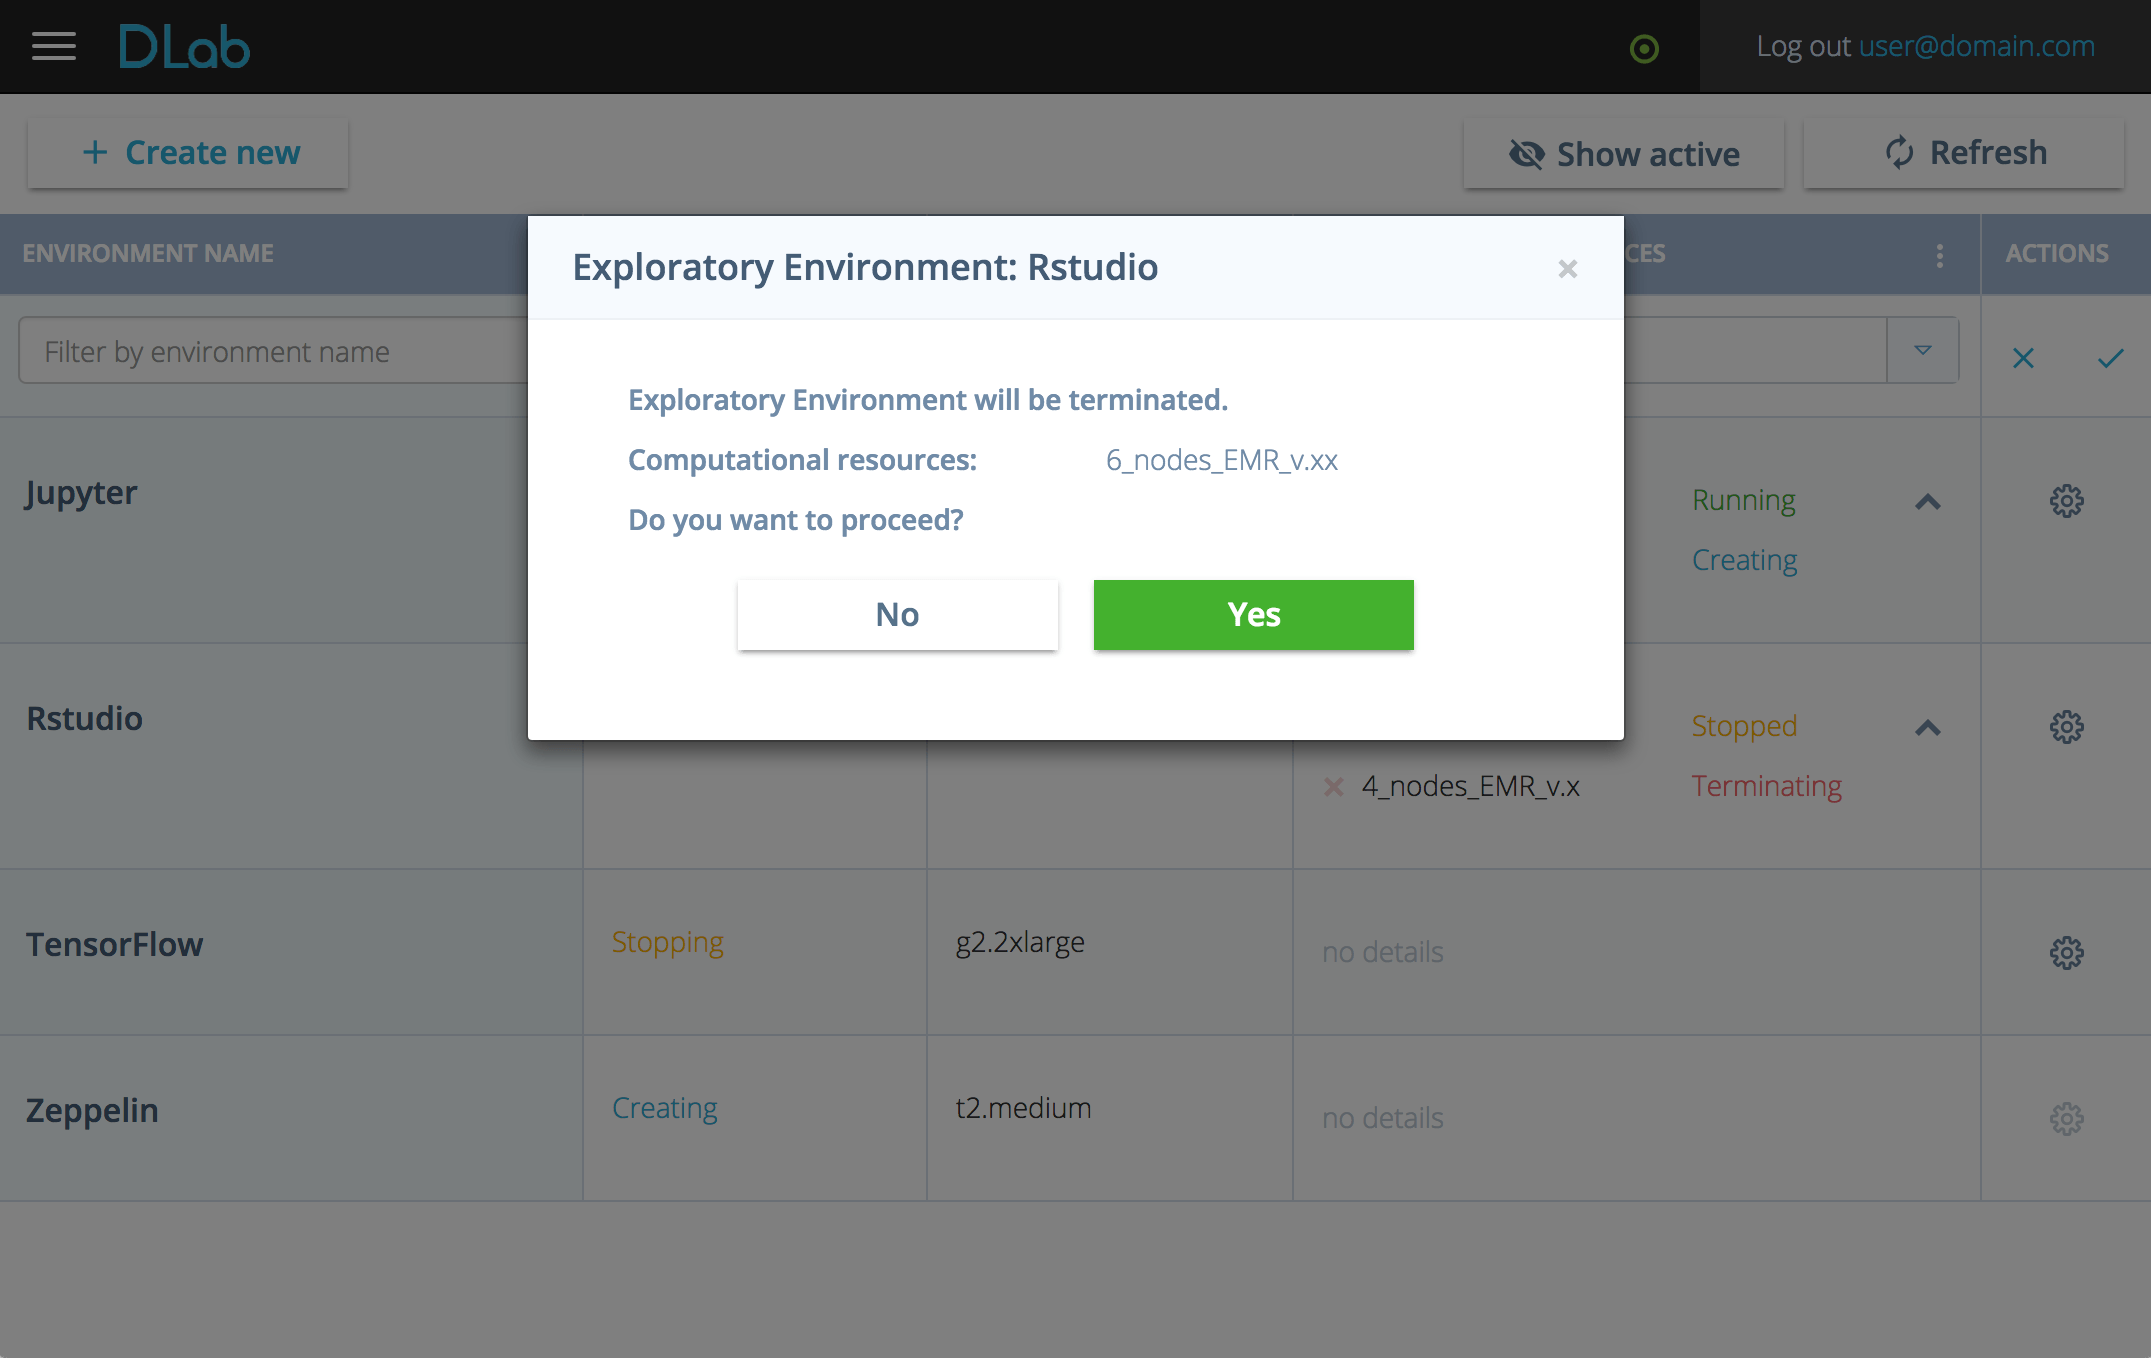 DLab
Log out user@domain.com
+ Create new
Show active
Refresh
ENVIRONMENT NAME
CES
ACTIONS
Exploratory Environment: Rstudio
Filter by environment name
Exploratory Environment will be terminated.
Computational resources: 6_nodes_EMR_v.xx
Do you want to proceed?
No
Yes
Jupyter
Running
Creating
Rstudio
Stopped
4_nodes_EMR_v.x
Terminating
TensorFlow
Stopping
g2.2xlarge
no details
Zeppelin
Creating
t2.medium
no details